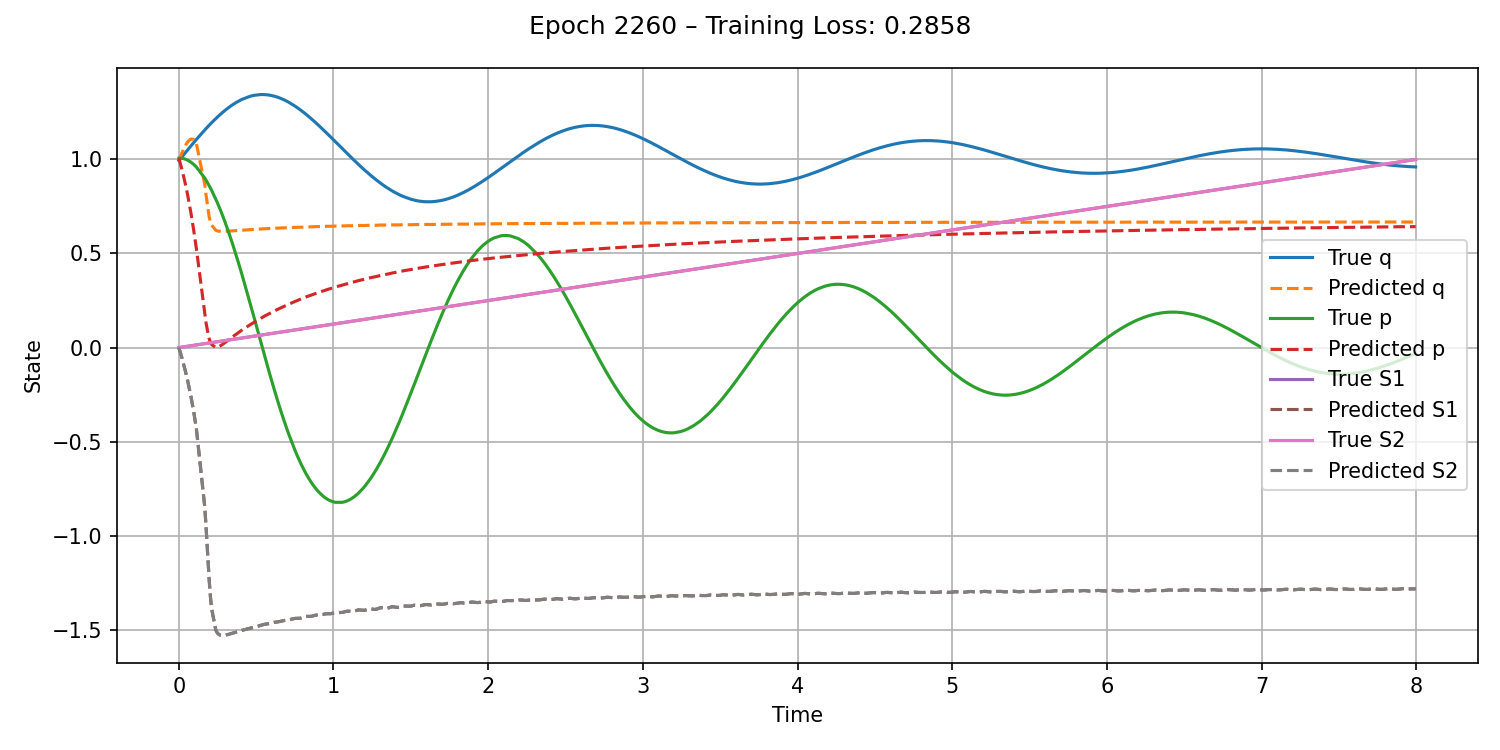 Epoch 2260 – Training Loss: 0.2858
State
1.0
0.5
0.0
−0.5
−1.0
−1.5
True q
Predicted q
True p
Predicted p
True S1
Predicted S1
True S2
Predicted S2
0 1 2 3 4 5 6 7 8
Time